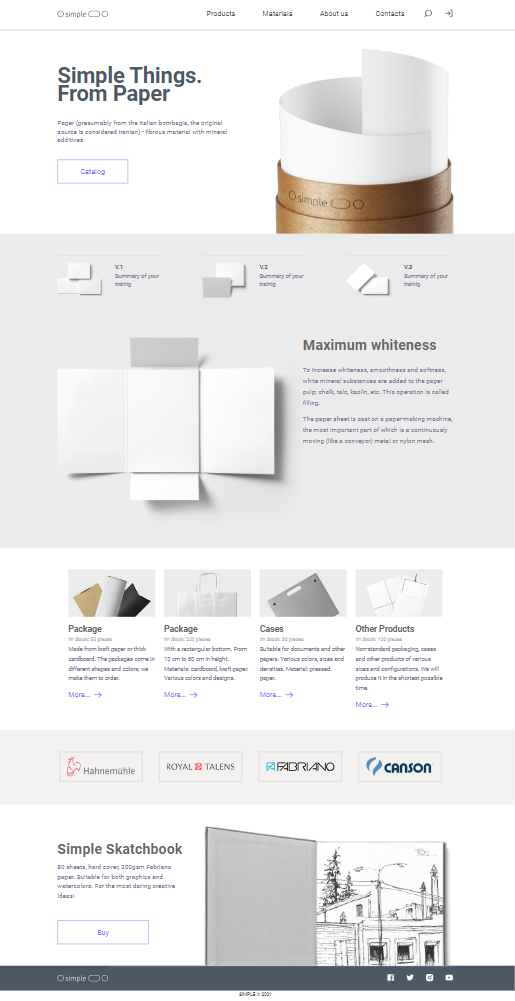 simple
Products Materials About us Contacts
Simple Things.
From Paper
Paper (presumably from the Italian bombagia, the original
source is considered Iranian) - fibrous material with mineral
additives.
Catalog
simple
V.1
Summary of your
treinig
V.2
Summary of your
treinig
V.3
Summary of your
treinig
Maximum whiteness
To increase whiteness, smoothness and softness,
white mineral substances are added to the paper
pulp: chalk, talc, kaolin, etc. This operation is called
filling.
The paper sheet is cast on a paper-making machine,
the most important part of which is a continuously
moving (like a conveyor) metal or nylon mesh.
Package
In Stock: 50 pieces
Made from kraft paper or thick
cardboard. The packages come in
different shapes and colors; we
make them to order.
More...
Package
In Stock: 200 pieces
With a rectangular bottom. From
10 cm to 60 cm in height.
Materials: cardboard, kraft paper.
Various colors and designs.
More...
Cases
In Stock: 30 pieces
Suitable for documents and other
papers. Various colors, sizes and
densities. Material: pressed
paper.
More...
Other Products
In Stock: 100 pieces
Non-standard packaging, cases
and other products of various
sizes and configurations. We will
produce it in the shortest possible
time.
More...
Hahnemühle
ROYAL TALENS
FABRIANO
CANSON
Simple Skatchbook
80 sheets, hard cover, 200gsm Fabriano
paper. Suitable for both graphics and
watercolors. For the most daring creative
ideas!
Buy
simple
SIMPLE © 2021